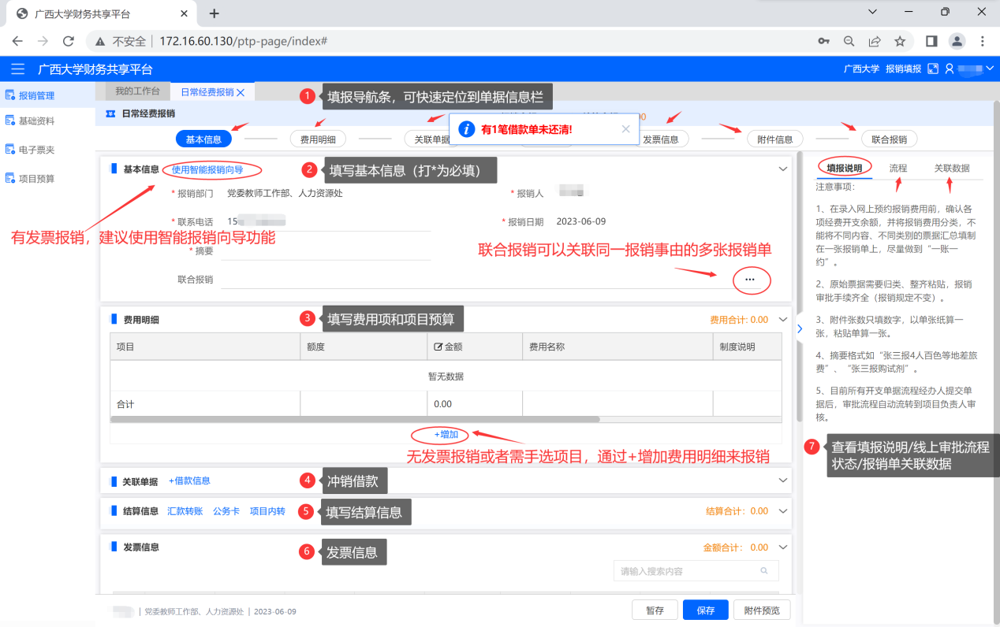 广西大学财务共享平台
不安全 172.16.60.130/ptp-page/index#
广西大学财务共享平台
广西大学 报销填报
报销管理
基础资料
电子票夹
项目预算
我的工作台 日常经费报销
1 填报导航条，可快速定位到单据信息栏
日常经费报销
有1笔借款单未还清!
基本信息 费用明细 关联单据 发票信息 附件信息 联合报销
基本信息 使用智能报销向导
2 填写基本信息（打*为必填）
* 报销部门 党委教师工作部、人力资源处
* 报销人
* 联系电话 15
* 报销日期 2023-06-09
有发票报销，建议使用智能报销向导功能
* 摘要
联合报销可以关联同一报销事由的多张报销单
联合报销 ...
费用明细
3 填写费用项和项目预算
费用合计: 0.00
项目 额度 金额 费用名称 制度说明
暂无数据
合计 0.00
+增加
无发票报销或者需手选项目，通过+增加费用明细来报销
关联单据 +借款信息
4 冲销借款
结算信息 汇款转账 公务卡 项目内转
5 填写结算信息
结算合计: 0.00
发票信息
6 发票信息
金额合计: 0.00
请输入搜索内容
| 党委教师工作部、人力资源处 | 2023-06-09
暂存 保存 附件预览
填报说明 流程 关联数据
注意事项:
1、在录入网上预约报销费用前，确认各
项经费开支余额，并将报销费用分类，不
能将不同内容、不同类别的票据汇总填制
在一张报销单上，尽量做到“一账一
约”。
2、原始票据需要归类、整齐粘贴，报销
审批手续齐全（报销规定不变）。
3、附件张数只填数字，以单张纸算一
张，粘贴单算一张。
4、摘要格式如“张三报4人百色等地差旅
费”、“张三报购试剂”。
5、目前所有开支单据流程经办人提交单
据后，审批流程自动流转到项目负责人审
核。
7 查看填报说明/线上审批流程
状态/报销单关联数据